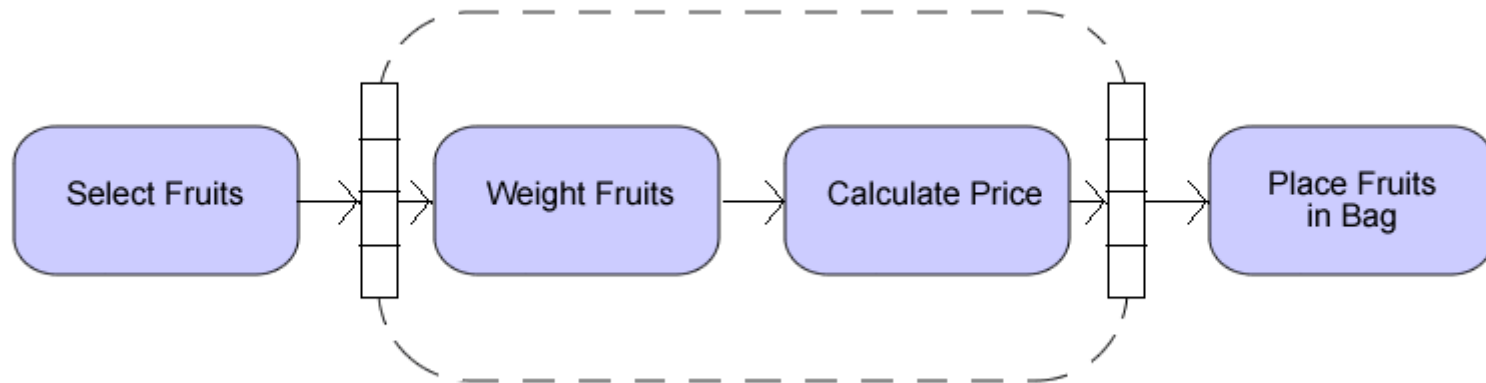 Select Fruits
Weight Fruits
Calculate Price
Place Fruits
in Bag